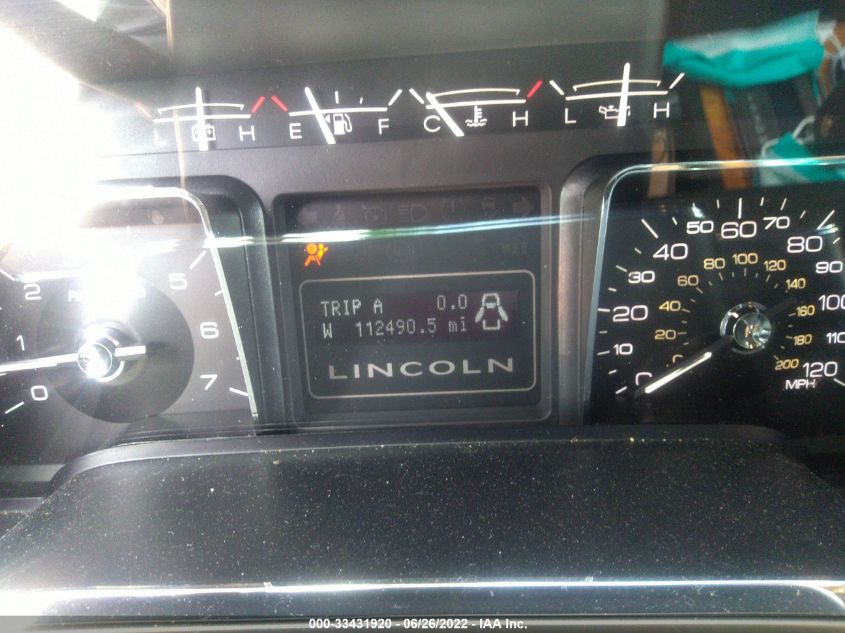 L H E F C H L H
TRIP A 0.0
W 112490.5 mi
LINCOLN
0 1 2 5 6 7
0 10 20 30 40 50 60 70 80 90 100 110 120
20 40 60 80 100 120 140 160 180 200
MPH
000-33431920 - 06/26/2022 - IAA Inc.